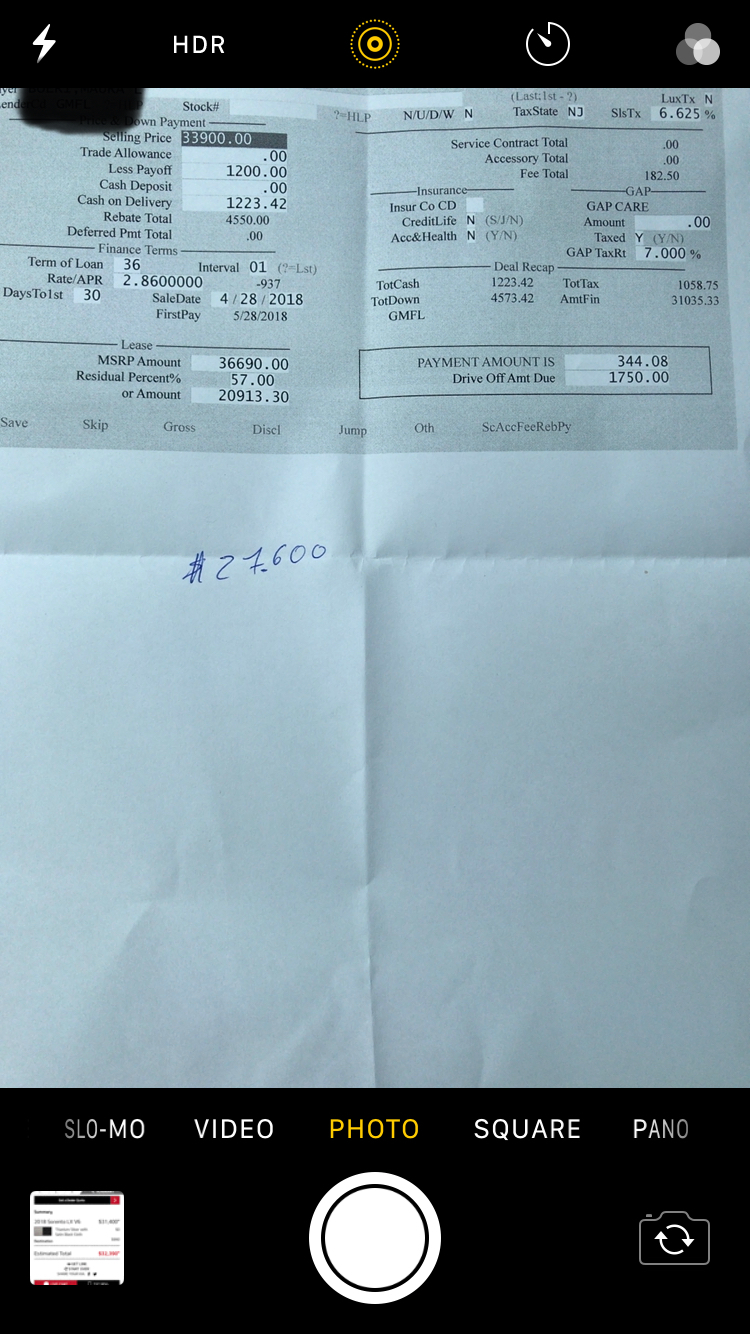 HDR
Stock#
?=HLP
N/U/D/W N
(Last;1st - ?)
TaxState NJ
LuxTx N
SlsTx 6.625 %
Down Payment
Selling Price 33900.00
Trade Allowance .00
Less Payoff 1200.00
Cash Deposit .00
Cash on Delivery 1223.42
Rebate Total 4550.00
Deferred Pmt Total .00
Service Contract Total .00
Accessory Total .00
Fee Total 182.50
Insurance
Insur Co CD
CreditLife N (S/J/N)
Acc&Health N (Y/N)
GAP
GAP CARE
Amount .00
Taxed Y (Y/N)
GAP TaxRt 7.000 %
Finance Terms
Term of Loan 36 Interval 01 (?=Lst)
Rate/APR 2.8600000 -937
DaysTo1st 30 SaleDate 4/28/2018
FirstPay 5/28/2018
Deal Recap
TotCash 1223.42 TotTax 1058.75
TotDown 4573.42 AmtFin 31035.33
GMFL
Lease
MSRP Amount 36690.00
Residual Percent% 57.00
or Amount 20913.30
PAYMENT AMOUNT IS 344.08
Drive Off Amt Due 1750.00
Save Skip Gross Discl Jump Oth ScAccFeeRebPy
$27.600
SLO-MO VIDEO PHOTO SQUARE PANO
Summary
Estimated Total